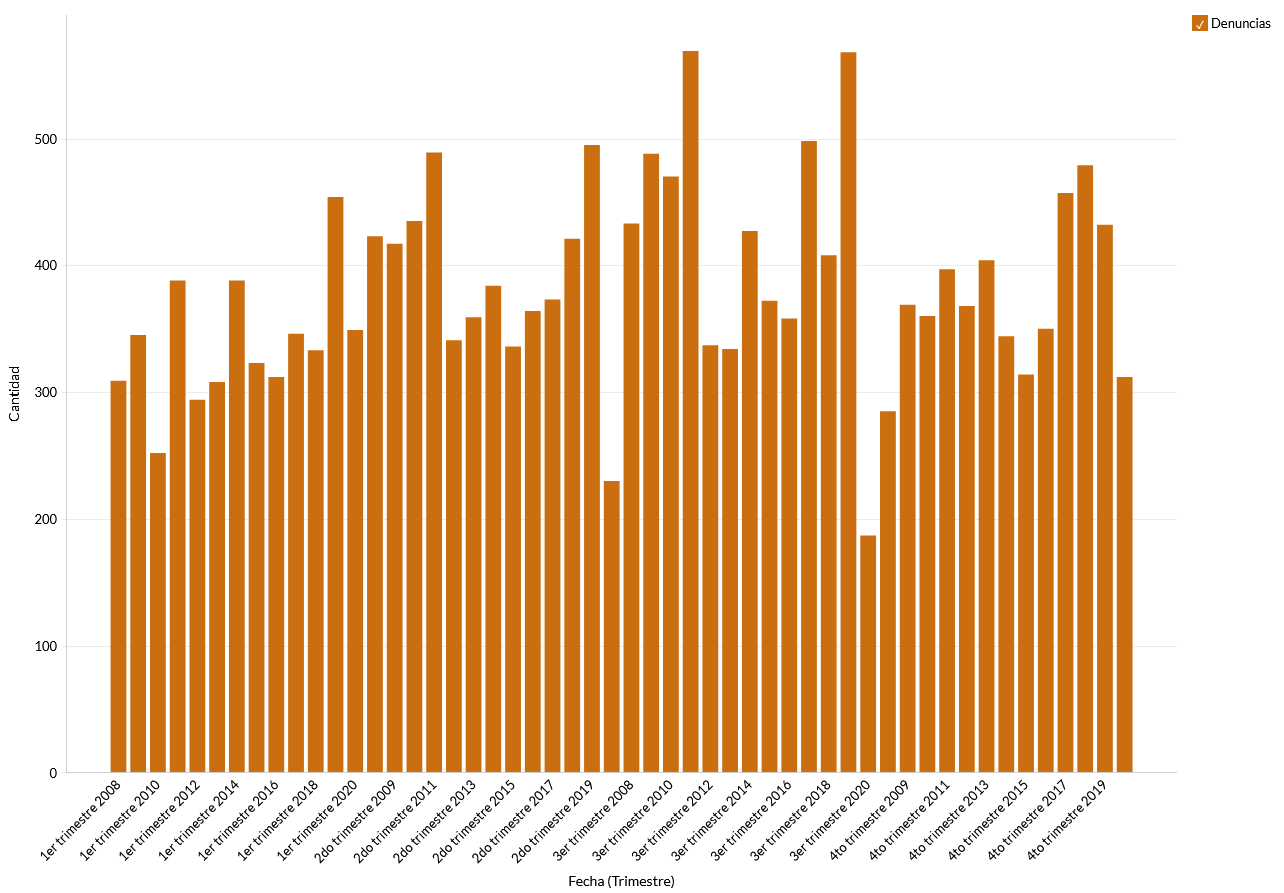 Denuncias
500
400
300
200
100
0
Cantidad
1er trimestre 2008
1er trimestre 2010
1er trimestre 2012
1er trimestre 2014
1er trimestre 2016
1er trimestre 2018
1er trimestre 2020
2do trimestre 2009
2do trimestre 2011
2do trimestre 2013
2do trimestre 2015
2do trimestre 2017
2do trimestre 2019
3er trimestre 2008
3er trimestre 2010
3er trimestre 2012
3er trimestre 2014
3er trimestre 2016
3er trimestre 2018
3er trimestre 2020
4to trimestre 2009
4to trimestre 2011
4to trimestre 2013
4to trimestre 2015
4to trimestre 2017
4to trimestre 2019
Fecha (Trimestre)